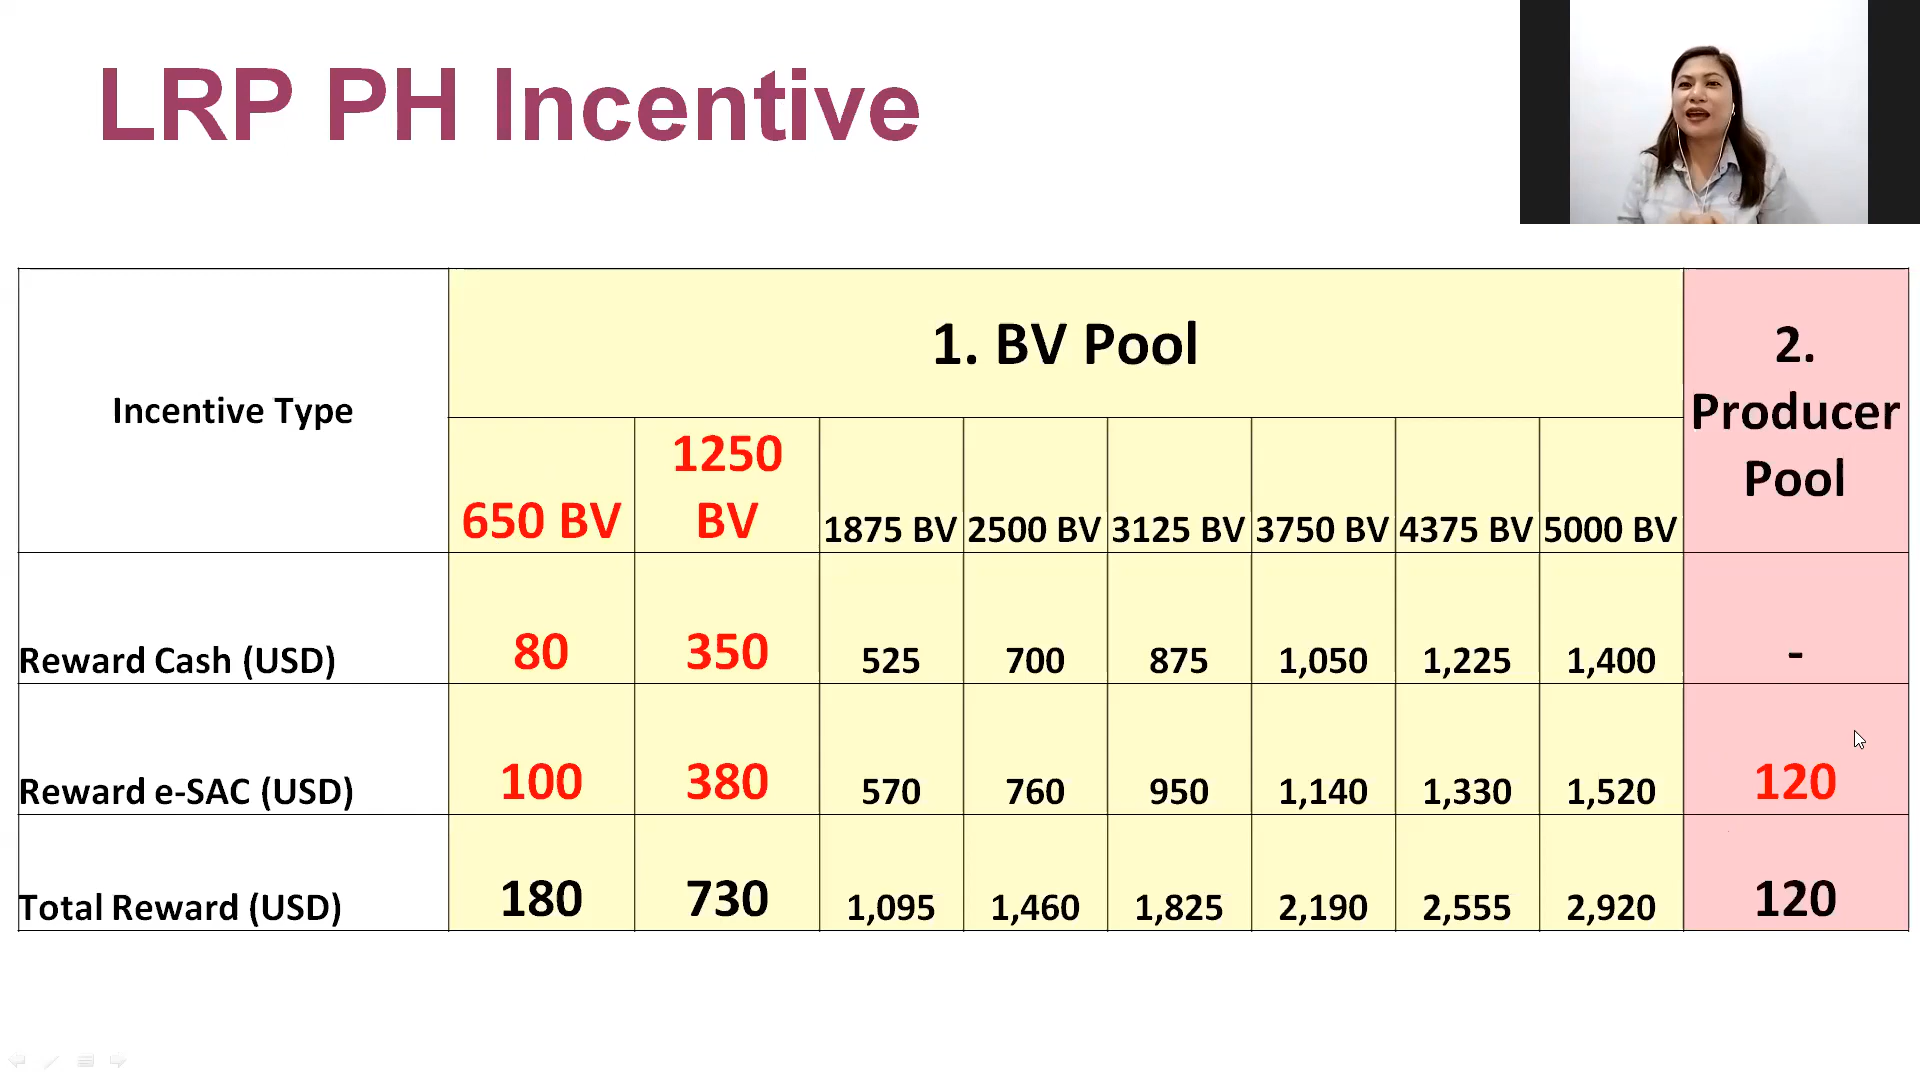 LRP PH Incentive
Incentive Type
1. BV Pool
2.
Producer
Pool
650 BV
1250
BV
1875 BV
2500 BV
3125 BV
3750 BV
4375 BV
5000 BV
Reward Cash (USD) 80 350 525 700 875 1,050 1,225 1,400 -
Reward e-SAC (USD) 100 380 570 760 950 1,140 1,330 1,520 120
Total Reward (USD) 180 730 1,095 1,460 1,825 2,190 2,555 2,920 120